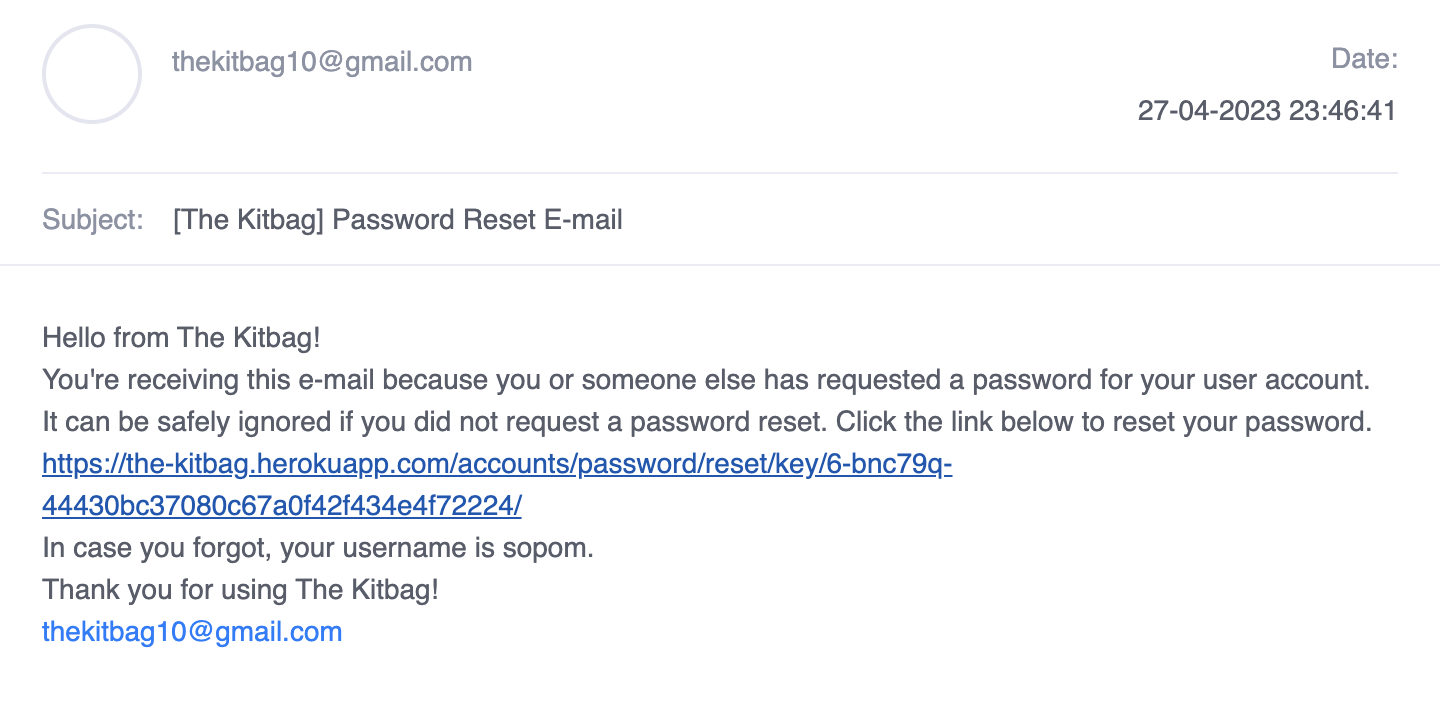 thekitbag10@gmail.com
Date:
27-04-2023 23:46:41
Subject: [The Kitbag] Password Reset E-mail
Hello from The Kitbag!
You're receiving this e-mail because you or someone else has requested a password for your user account.
It can be safely ignored if you did not request a password reset. Click the link below to reset your password.
https://the-kitbag.herokuapp.com/accounts/password/reset/key/6-bnc79q-
44430bc37080c67a0f42f434e4f72224/
In case you forgot, your username is sopom.
Thank you for using The Kitbag!
thekitbag10@gmail.com